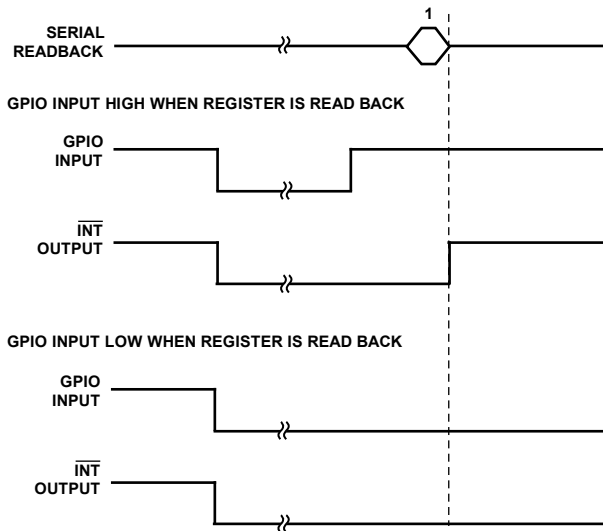 1
SERIAL
READBACK
GPIO INPUT HIGH WHEN REGISTER IS READ BACK
GPIO
INPUT
INT
OUTPUT
GPIO INPUT LOW WHEN REGISTER IS READ BACK
GPIO
INPUT
INT
OUTPUT